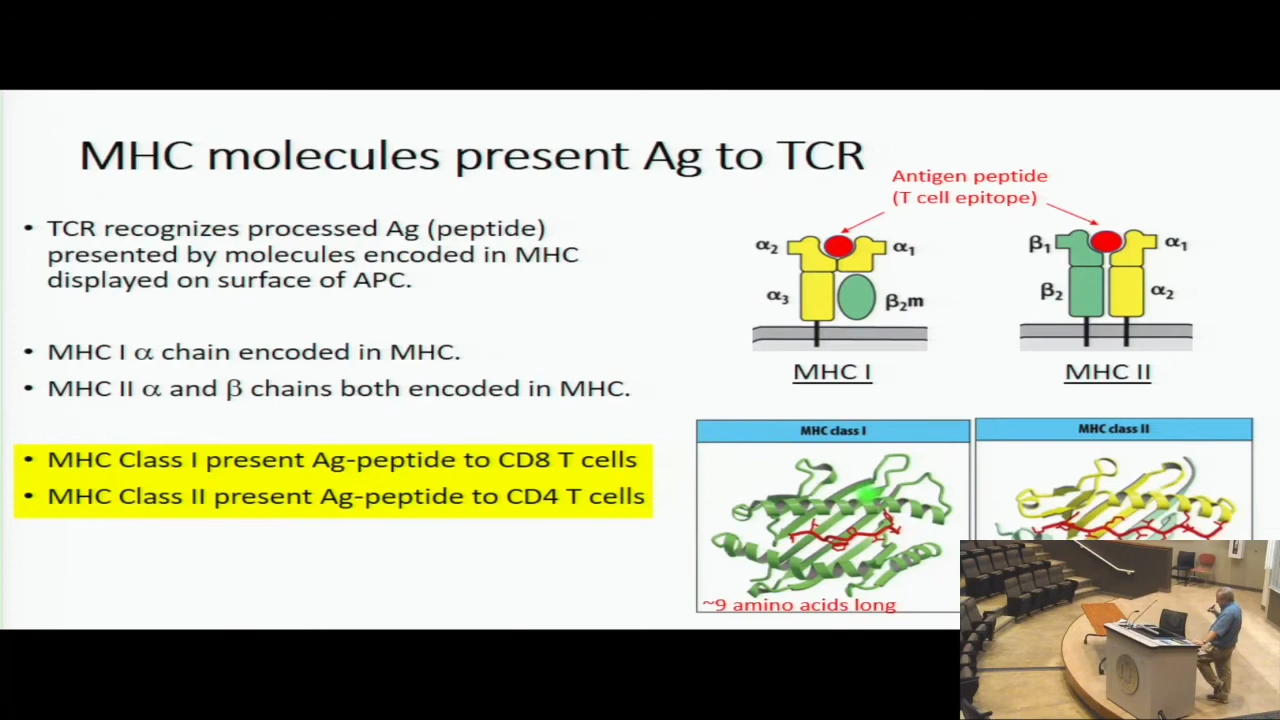 MHC molecules present Ag to TCR
• TCR recognizes processed Ag (peptide)
presented by molecules encoded in MHC
displayed on surface of APC.
• MHC I α chain encoded in MHC.
• MHC II α and β chains both encoded in MHC.
• MHC Class I present Ag-peptide to CD8 T cells
• MHC Class II present Ag-peptide to CD4 T cells
Antigen peptide
(T cell epitope)
α2
α1
α3
β2m
MHC I
β1
α1
β2
α2
MHC II
MHC class I
~9 amino acids long
MHC class II